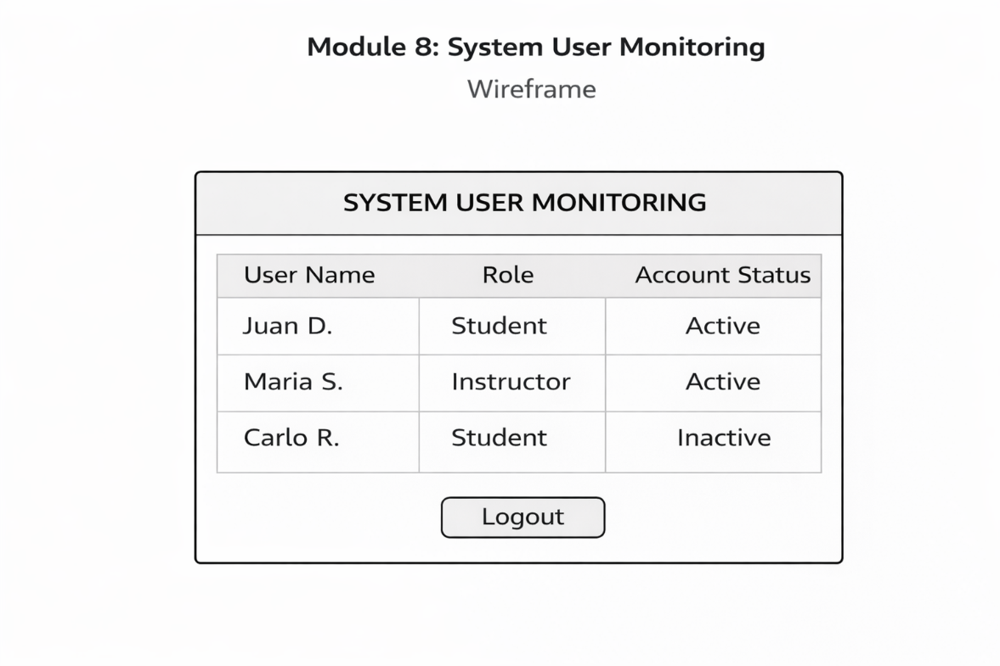 Module 8: System User Monitoring
Wireframe
SYSTEM USER MONITORING
User Name Role Account Status
Juan D. Student Active
Maria S. Instructor Active
Carlo R. Student Inactive
Logout